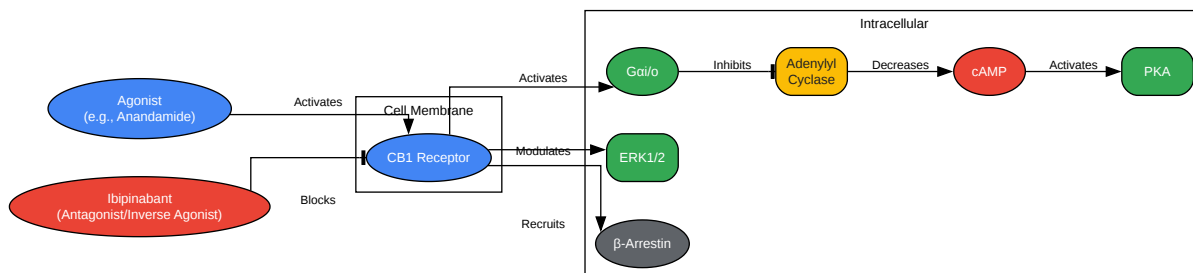 Intracellular
Gαi/o
Inhibits
Adenylyl
Cyclase
Decreases
cAMP
Activates
PKA
Activates
Agonist
(e.g., Anandamide)
Activates
Cell Membrane
CB1 Receptor
Modulates
ERK1/2
Ibipinabant
(Antagonist/Inverse Agonist)
Blocks
Recruits
β-Arrestin